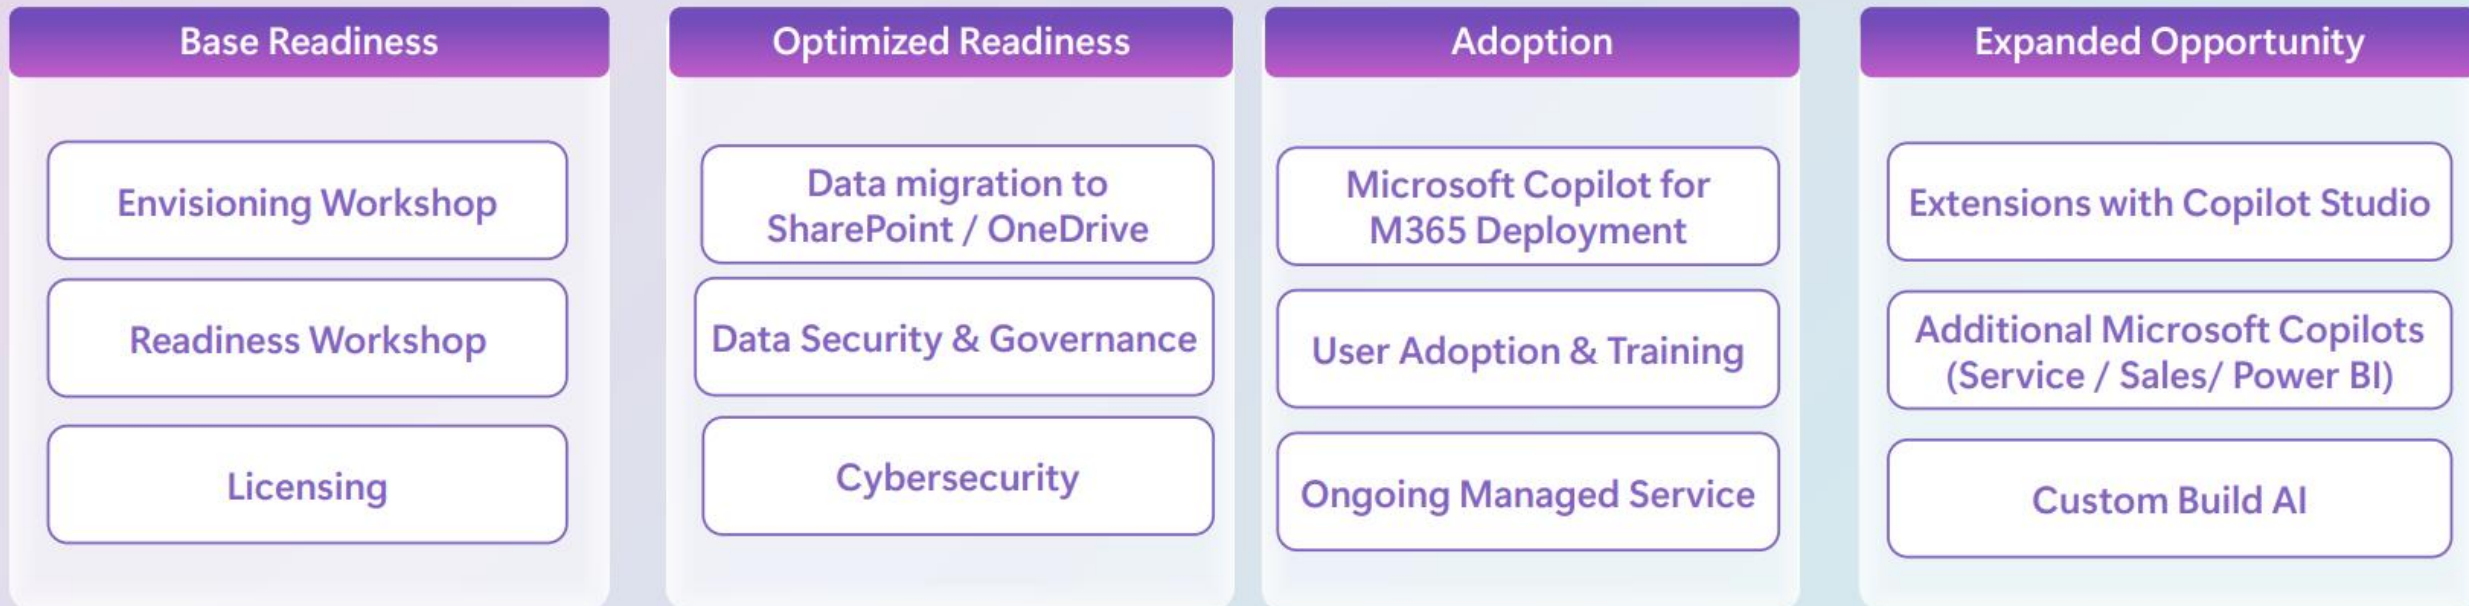 Base Readiness
Envisioning Workshop
Readiness Workshop
Licensing
Optimized Readiness
Data migration to
SharePoint / OneDrive
Data Security & Governance
Cybersecurity
Adoption
Microsoft Copilot for
M365 Deployment
User Adoption & Training
Ongoing Managed Service
Expanded Opportunity
Extensions with Copilot Studio
Additional Microsoft Copilots
(Service / Sales/ Power BI)
Custom Build AI